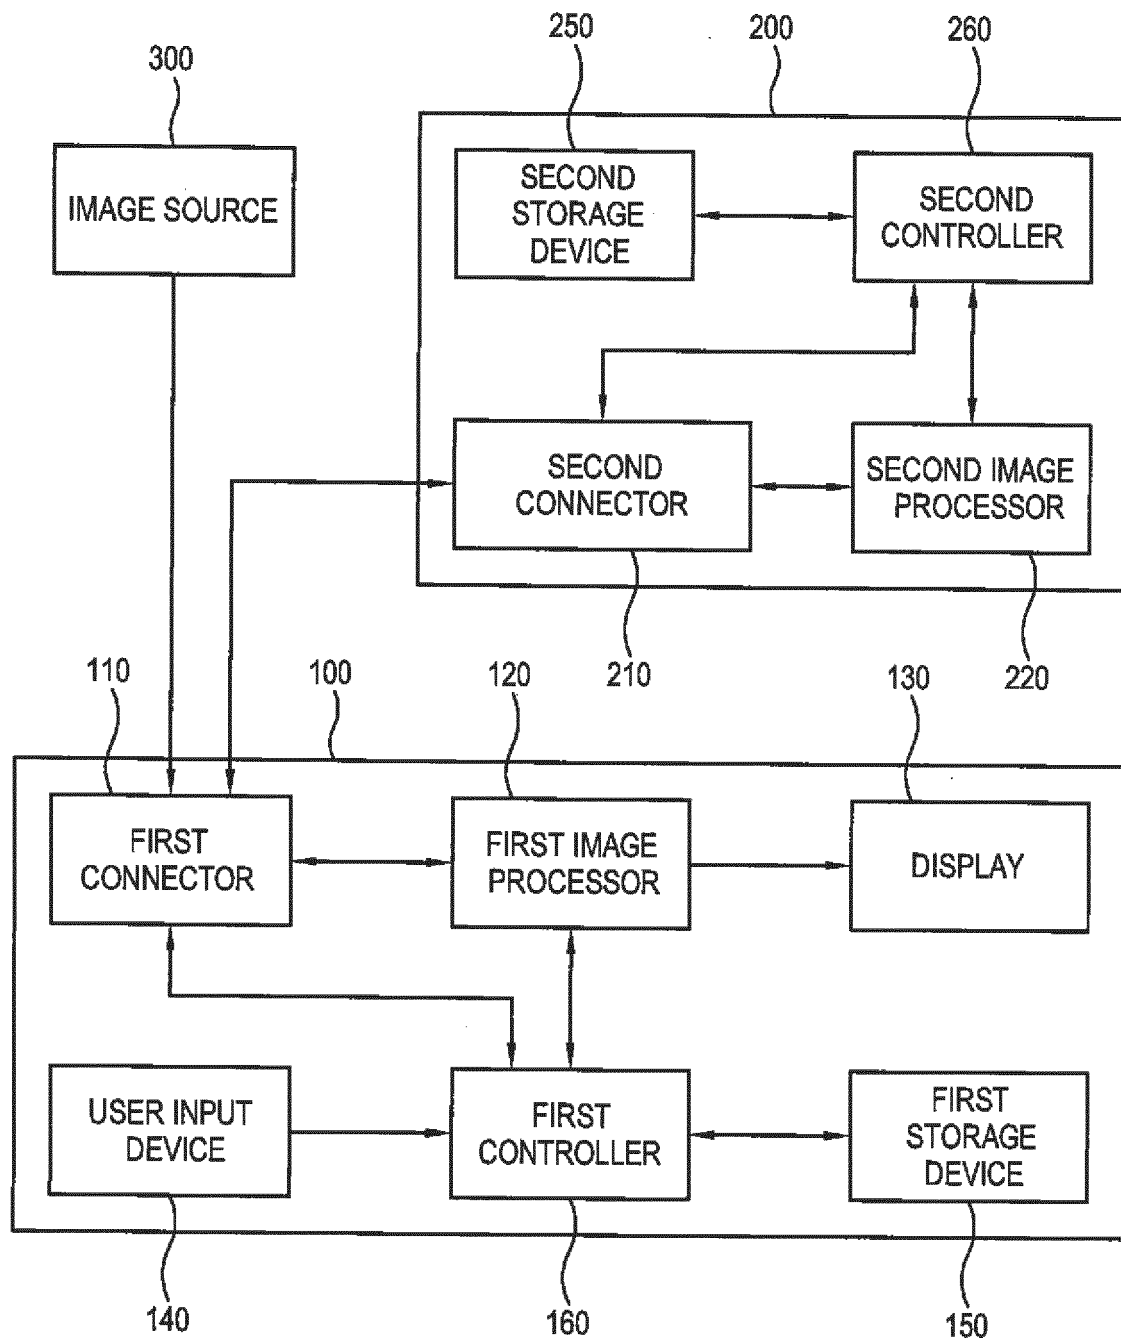 250
200
260
300
IMAGE SOURCE
SECOND
STORAGE
DEVICE
SECOND
CONTROLLER
SECOND
CONNECTOR
SECOND IMAGE
PROCESSOR
210
220
110
100
120
130
FIRST
CONNECTOR
FIRST IMAGE
PROCESSOR
DISPLAY
USER INPUT
DEVICE
FIRST
CONTROLLER
FIRST
STORAGE
DEVICE
140
160
150